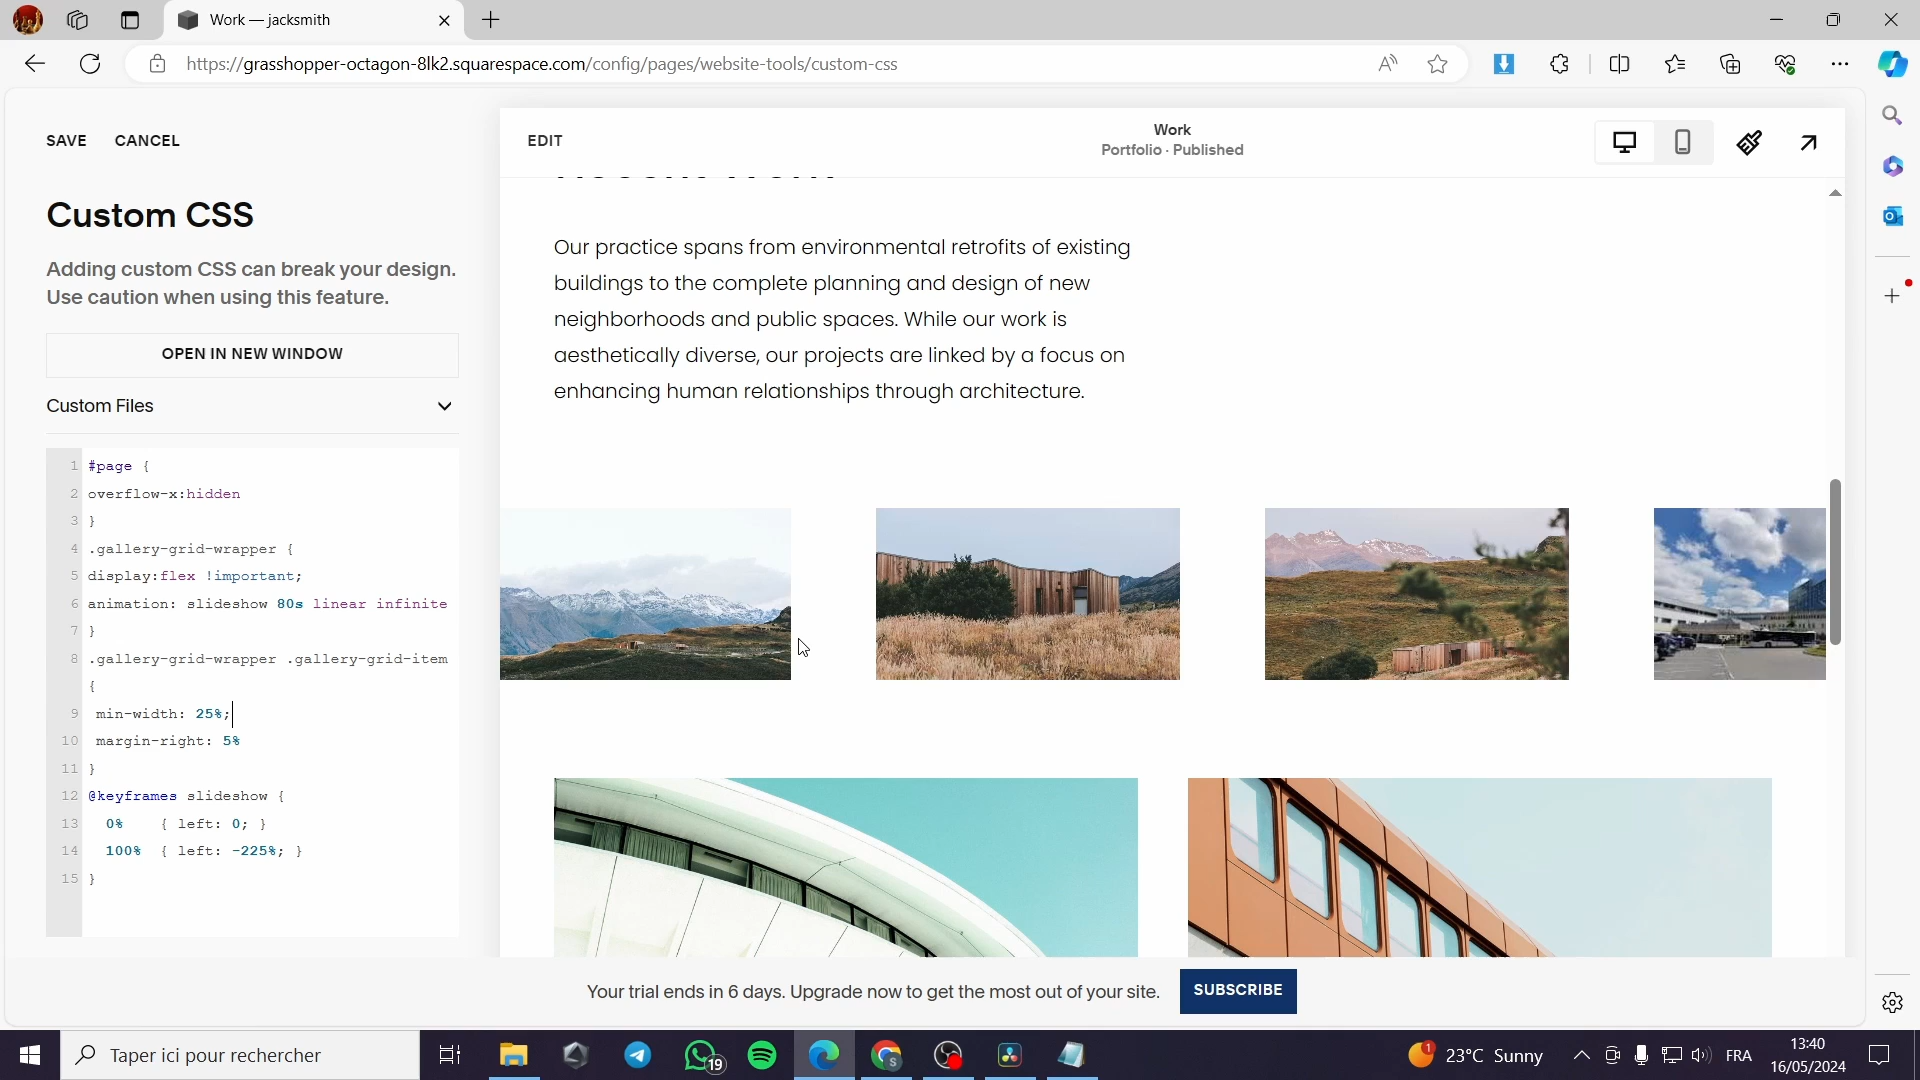 Work — jacksmith
https://grasshopper-octagon-8lk2.squarespace.com/config/pages/website-tools/custom-css
SAVE CANCEL
EDIT
Work
Portfolio · Published
Custom CSS
Adding custom CSS can break your design.
Use caution when using this feature.
OPEN IN NEW WINDOW
Custom Files
1 #page {
2 overflow-x:hidden
3 }
4 .gallery-grid-wrapper {
5 display:flex !important;
6 animation: slideshow 80s linear infinite
7 }
8 .gallery-grid-wrapper .gallery-grid-item
{
9 min-width: 25%;
10 margin-right: 5%
11 }
12 @keyframes slideshow {
13 0% { left: 0; }
14 100% { left: -225%; }
15 }
Recent Work
Our practice spans from environmental retrofits of existing
buildings to the complete planning and design of new
neighborhoods and public spaces. While our work is
aesthetically diverse, our projects are linked by a focus on
enhancing human relationships through architecture.
Your trial ends in 6 days. Upgrade now to get the most out of your site.
SUBSCRIBE
Taper ici pour rechercher
19
S
1
23°C Sunny
FRA
13:40
16/05/2024